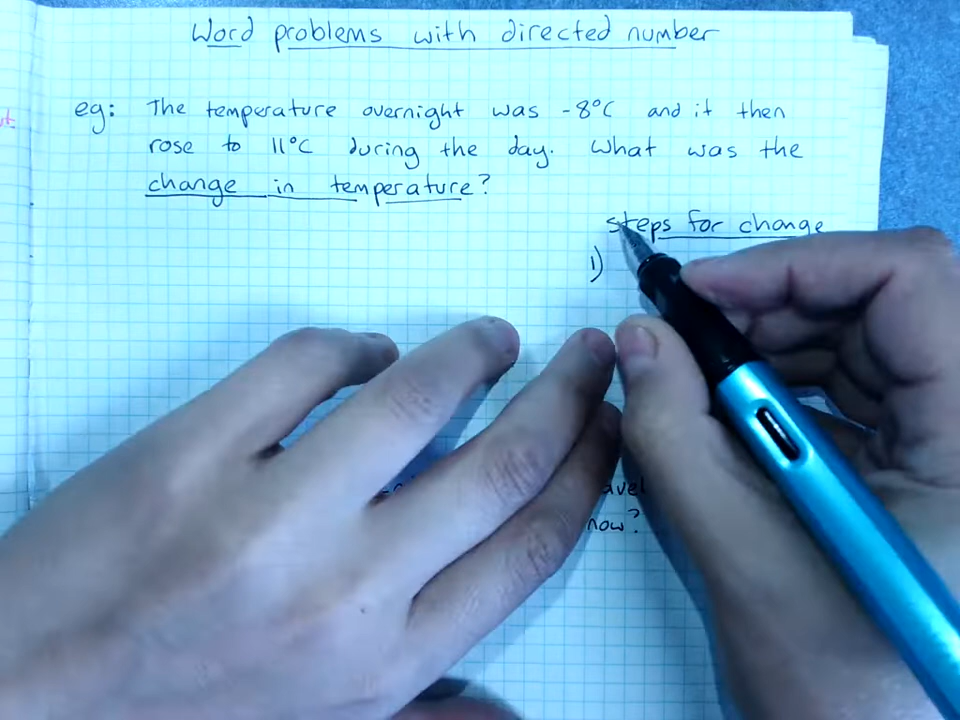 Word problems with directed number
eg: The temperature overnight was -8°C and it then
rose to 11°C during the day. What was the
change in temperature?
steps for change
1)
now?